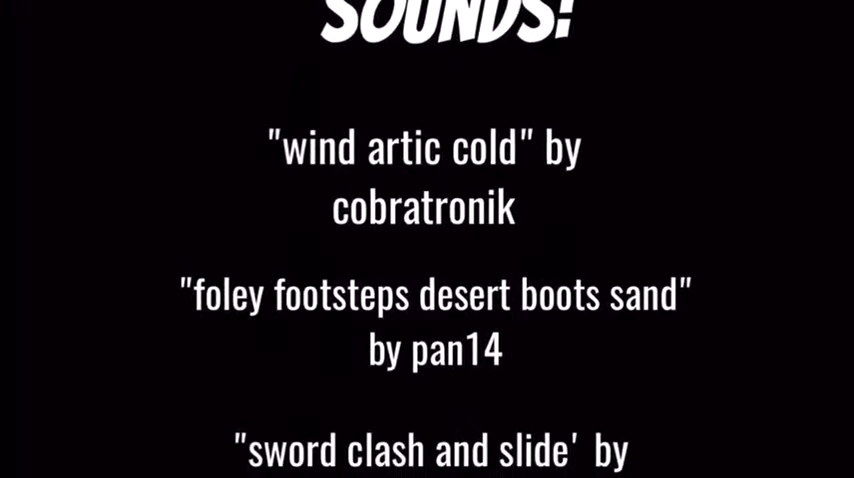 SOUNDS!
"wind artic cold" by
cobratronik
"foley footsteps desert boots sand"
by pan14
"sword clash and slide' by